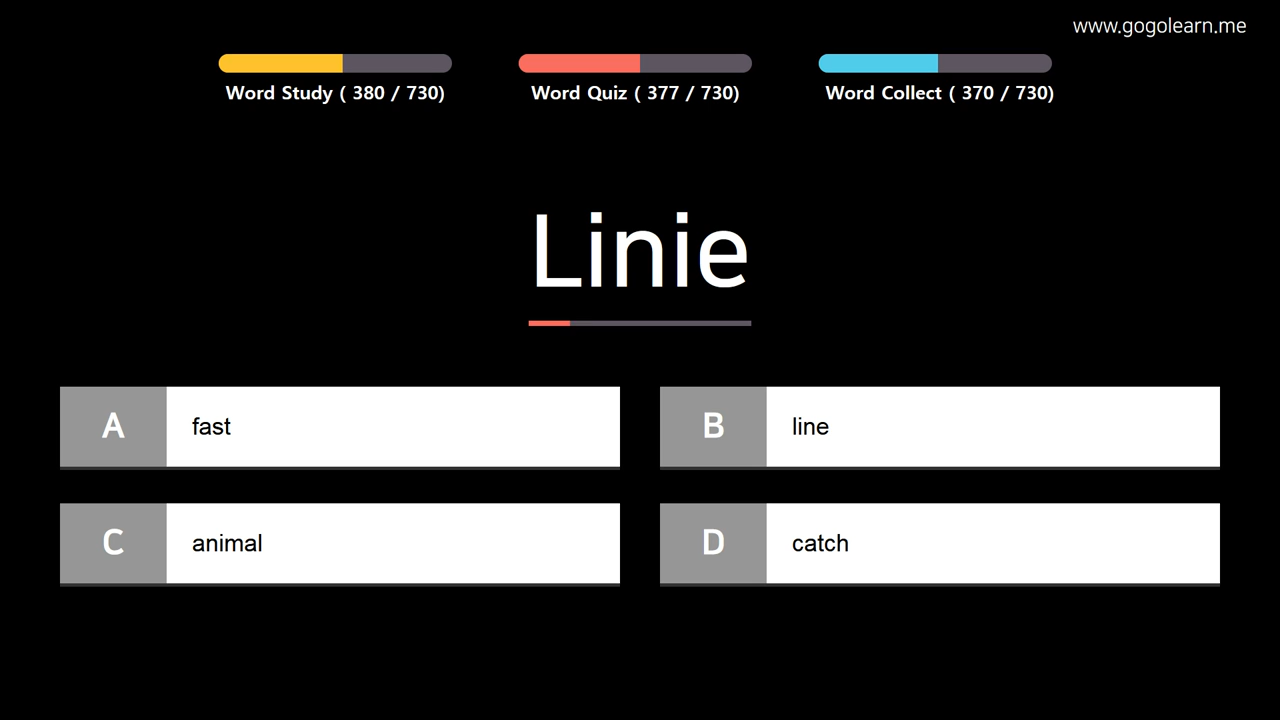 www.gogolearn.me
Word Study ( 380 / 730)
Word Quiz ( 377 / 730)
Word Collect ( 370 / 730)
Linie
A fast
B line
C animal
D catch